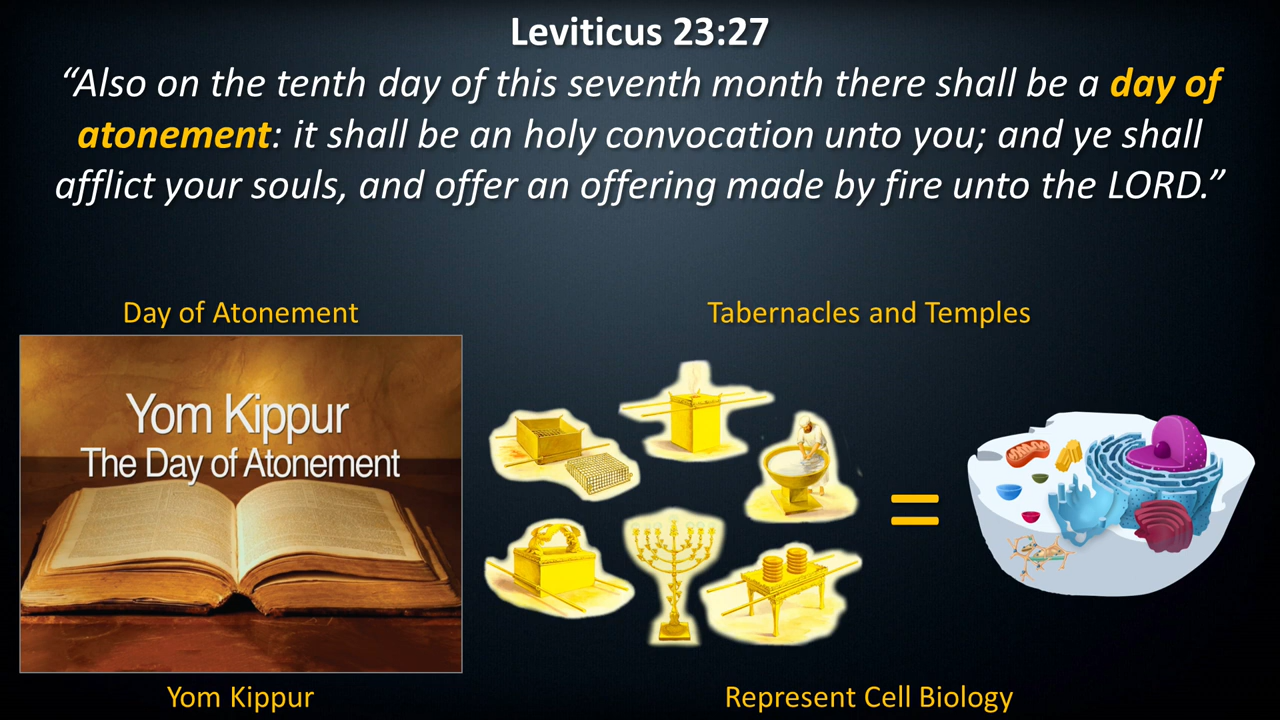 Leviticus 23:27
“Also on the tenth day of this seventh month there shall be a day of
atonement: it shall be an holy convocation unto you; and ye shall
afflict your souls, and offer an offering made by fire unto the LORD.”
Day of Atonement
Tabernacles and Temples
Yom Kippur
The Day of Atonement
=
Yom Kippur
Represent Cell Biology